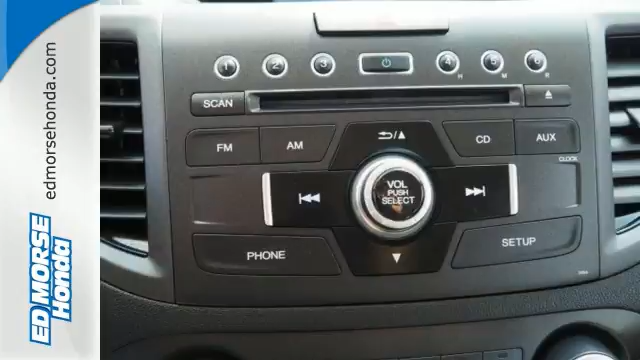 edmorsehonda.com
ED MORSE
Honda
1 2 3 4 5 6
H M R
SCAN
FM AM CD AUX
CLOCK
VOL
PUSH
SELECT
PHONE SETUP